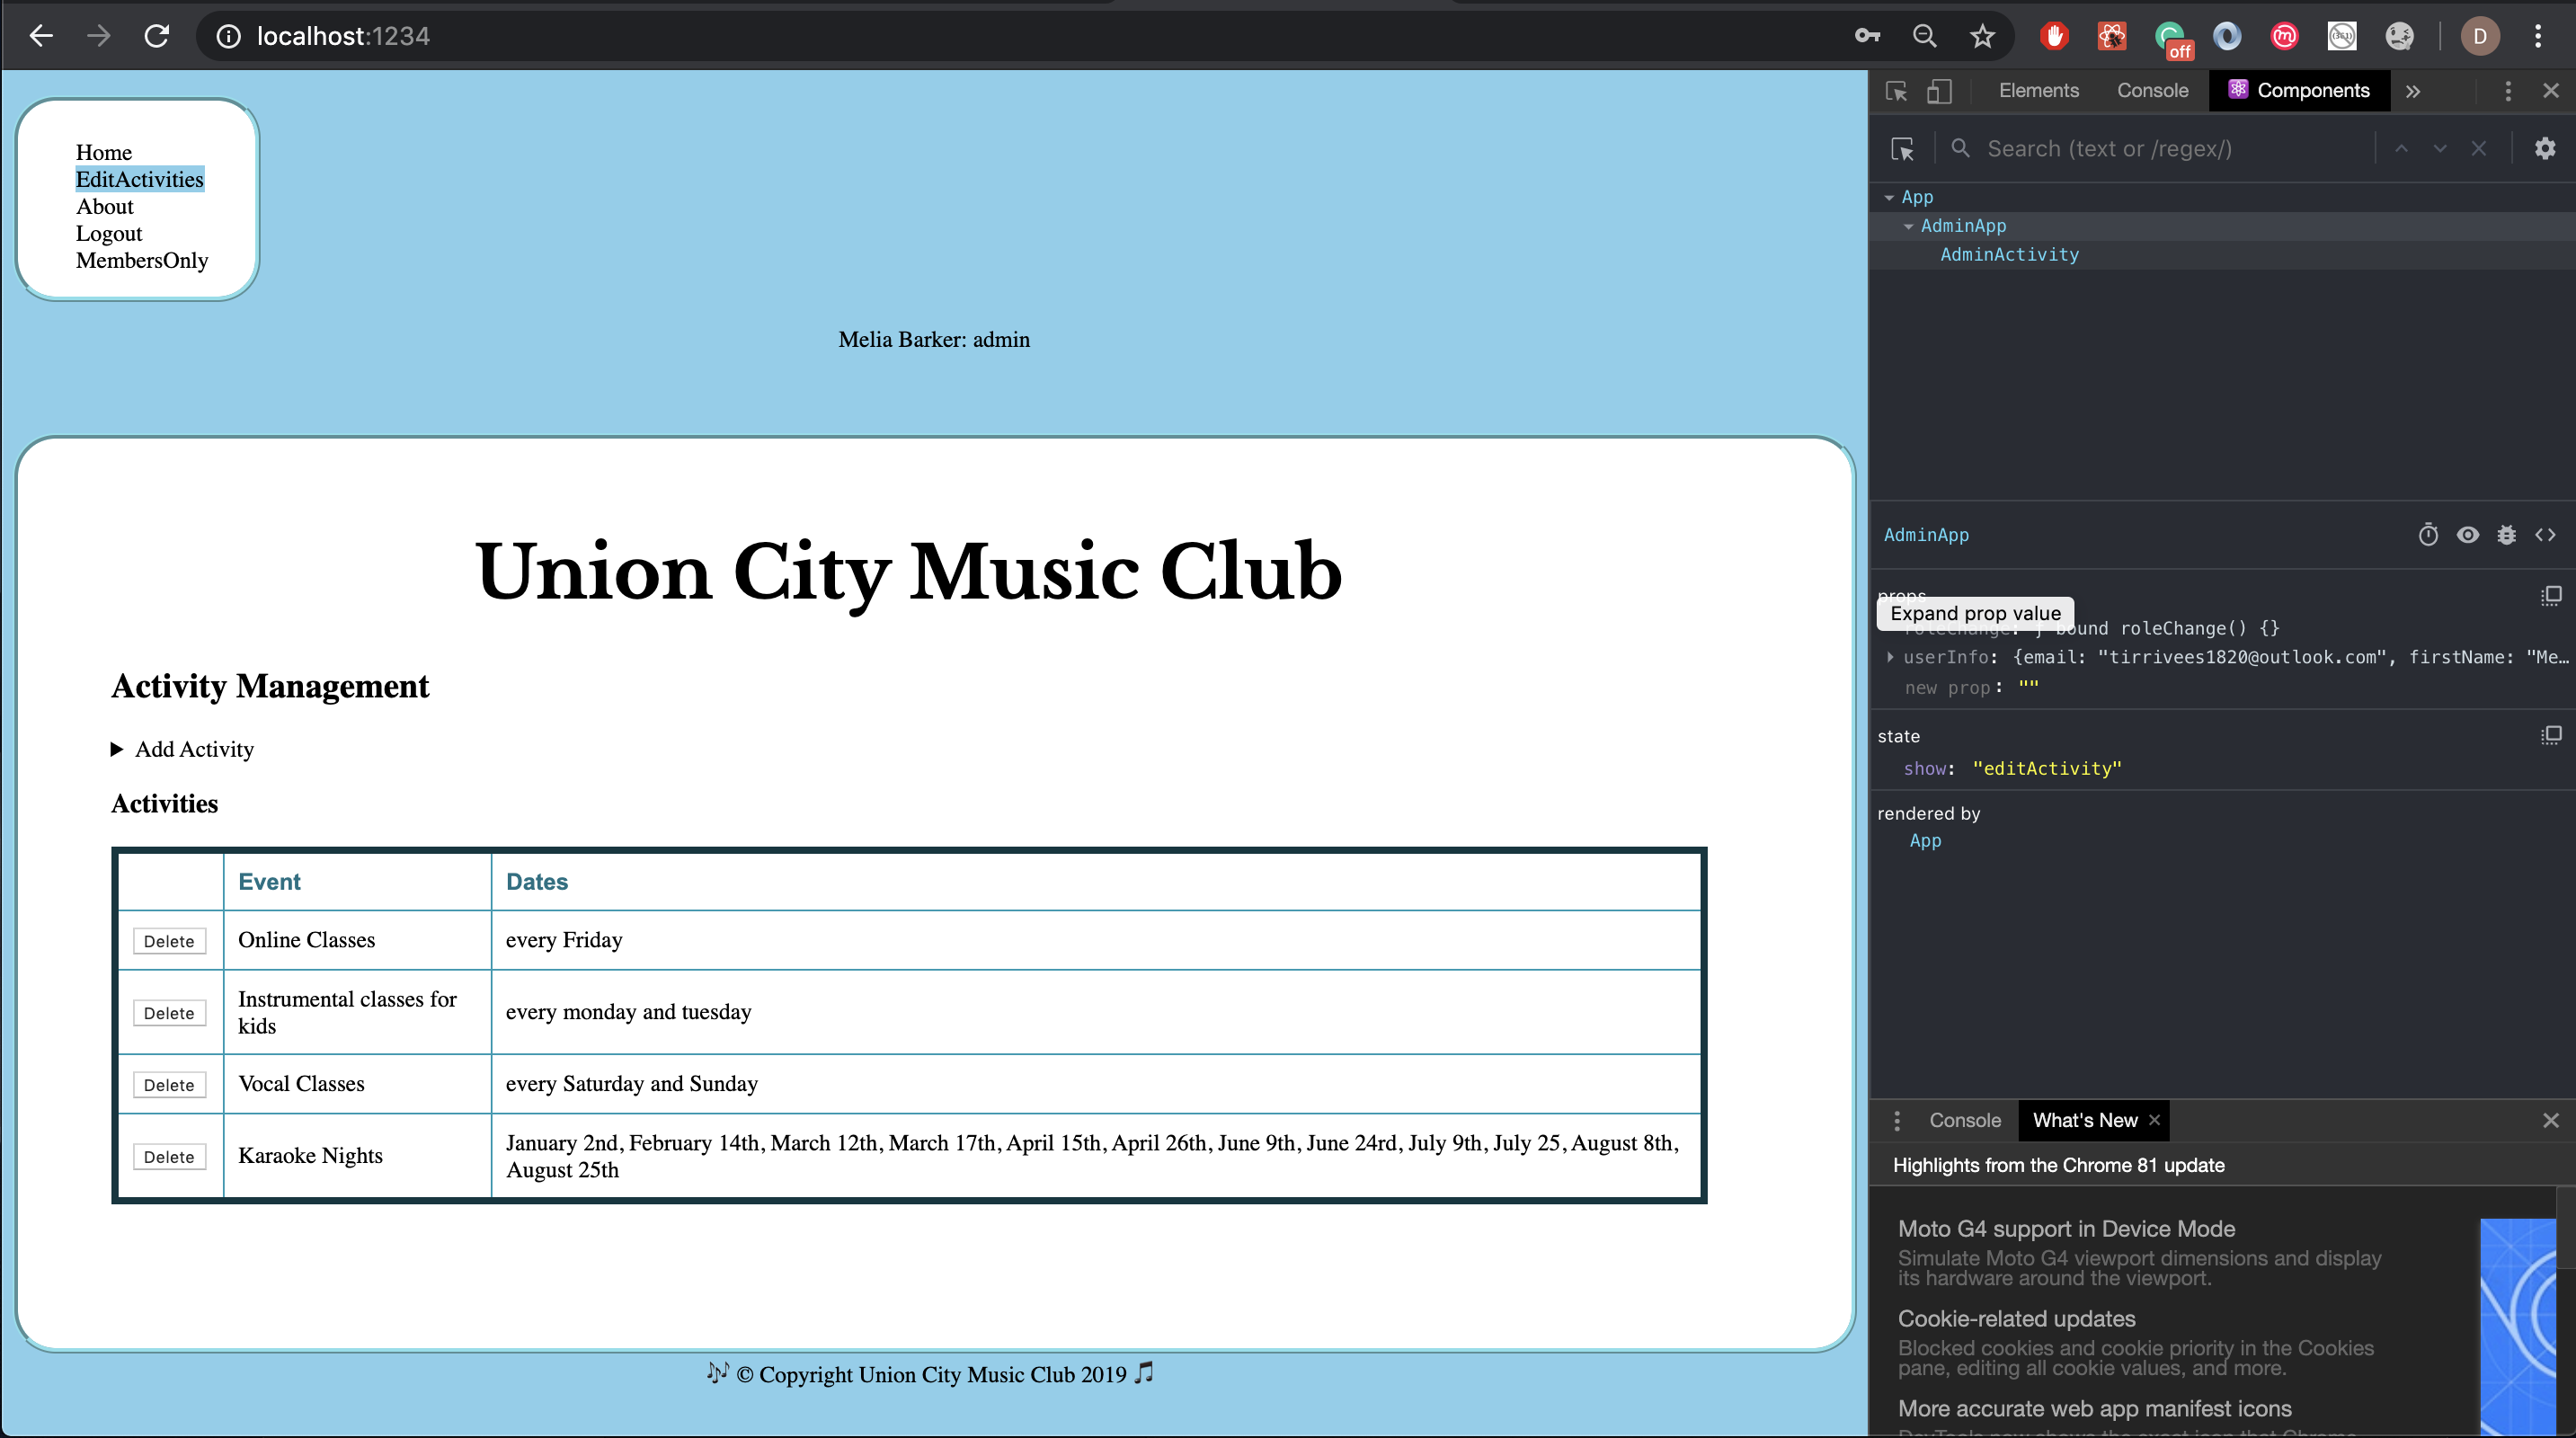 localhost:1234
off
D
Home
EditActivities
About
Logout
MembersOnly
Melia Barker: admin
Union City Music Club
Activity Management
Add Activity
Activities
Event Dates
Delete Online Classes every Friday
Delete Instrumental classes for
kids every monday and tuesday
Delete Vocal Classes every Saturday and Sunday
Delete Karaoke Nights January 2nd, February 14th, March 12th, March 17th, April 15th, April 26th, June 9th, June 24rd, July 9th, July 25, August 8th,
August 25th
© Copyright Union City Music Club 2019
Elements Console Components
Search (text or /regex/)
App
AdminApp
AdminActivity
AdminApp
props
Expand prop value
roleChange: ƒ bound roleChange() {}
userInfo: {email: "tirrivees1820@outlook.com", firstName: "Me…
new prop: ""
state
show: "editActivity"
rendered by
App
Console What's New
Highlights from the Chrome 81 update
Moto G4 support in Device Mode
Simulate Moto G4 viewport dimensions and display
its hardware around the viewport.
Cookie-related updates
Blocked cookies and cookie priority in the Cookies
pane, editing all cookie values, and more.
More accurate web app manifest icons